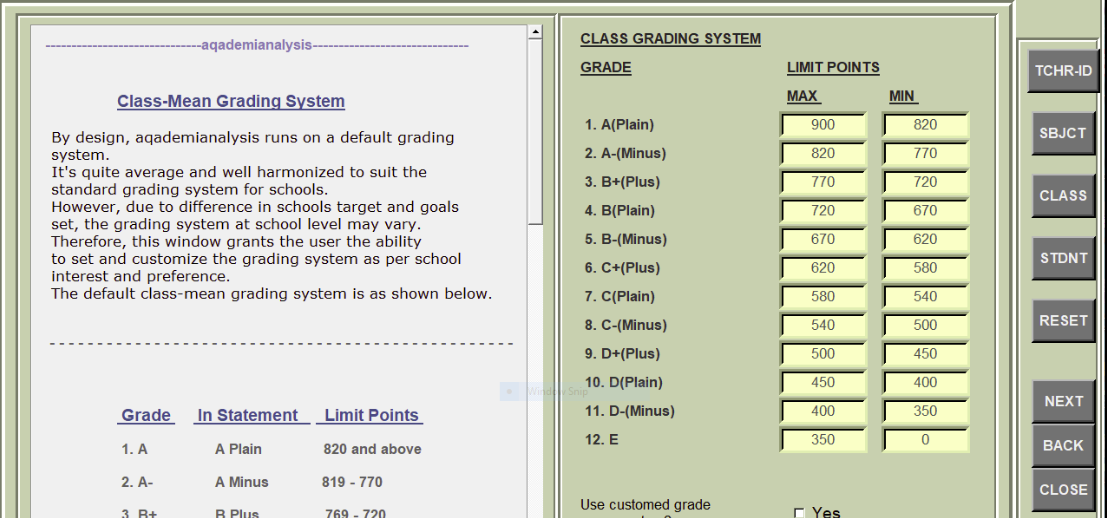 ------------------------------aqademianalysis------------------------------
Class-Mean Grading System
By design, aqademianalysis runs on a default grading
system.
It's quite average and well harmonized to suit the
standard grading system for schools.
However, due to difference in schools target and goals
set, the grading system at school level may vary.
Therefore, this window grants the user the ability
to set and customize the grading system as per school
interest and preference.
The default class-mean grading system is as shown below.
- - - - - - - - - - - - - - - - - - - - - - - - - - - - - - - - - - - - - - - - - - - - - - -
Grade In Statement Limit Points
1. A A Plain 820 and above
2. A- A Minus 819 - 770
3. B+ B Plus 769 - 720
Window Snip
CLASS GRADING SYSTEM
GRADE LIMIT POINTS
MAX MIN
1. A(Plain) 900 820
2. A-(Minus) 820 770
3. B+(Plus) 770 720
4. B(Plain) 720 670
5. B-(Minus) 670 620
6. C+(Plus) 620 580
7. C(Plain) 580 540
8. C-(Minus) 540 500
9. D+(Plus) 500 450
10. D(Plain) 450 400
11. D-(Minus) 400 350
12. E 350 0
Use customed grade
Yes
TCHR-ID
SBJCT
CLASS
STDNT
RESET
NEXT
BACK
CLOSE